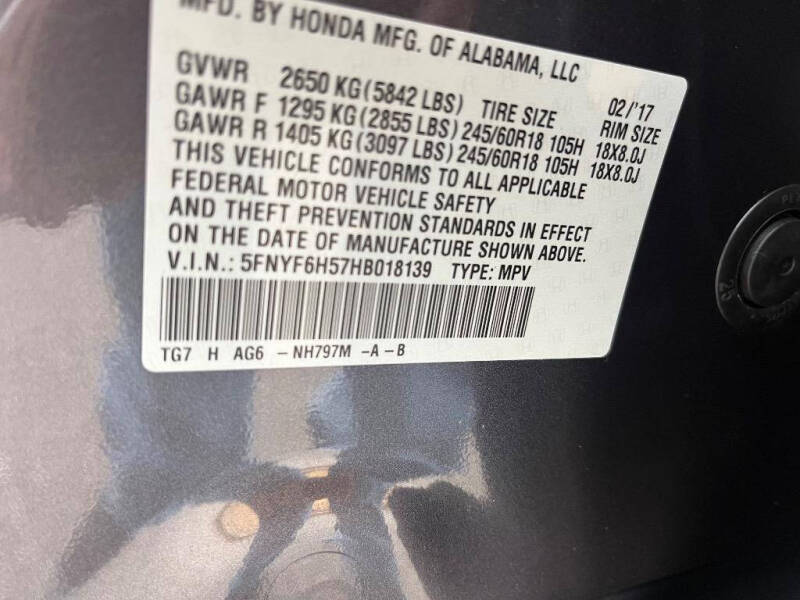 MFD. BY HONDA MFG. OF ALABAMA, LLC
GVWR 2650 KG(5842 LBS) TIRE SIZE 02/'17
RIM SIZE
GAWR F 1295 KG(2855 LBS) 245/60R18 105H 18X8.0J
GAWR R 1405 KG(3097 LBS) 245/60R18 105H 18X8.0J
THIS VEHICLE CONFORMS TO ALL APPLICABLE
FEDERAL MOTOR VEHICLE SAFETY
AND THEFT PREVENTION STANDARDS IN EFFECT
ON THE DATE OF MANUFACTURE SHOWN ABOVE.
V.I.N.: 5FNYF6H57HB018139 TYPE: MPV
TG7 H AG6 -NH797M -A-B
25